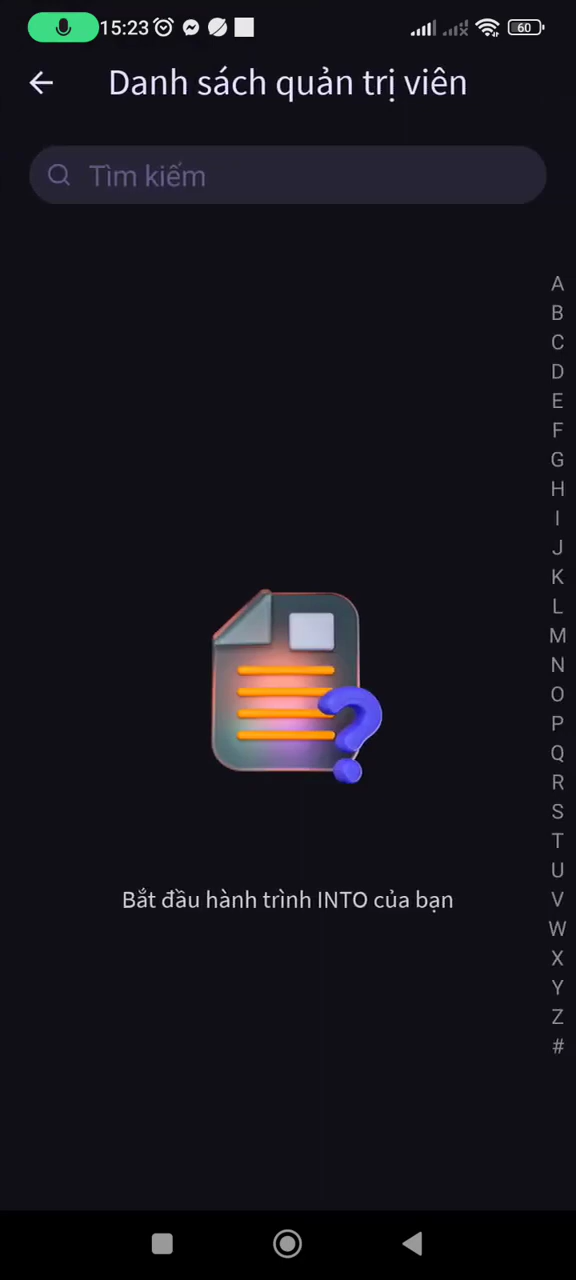 15:23
60
Danh sách quản trị viên
Tìm kiếm
A
B
C
D
E
F
G
H
I
J
K
L
M
N
O
P
Q
R
S
T
U
V
W
X
Y
Z
#
Bắt đầu hành trình INTO của bạn